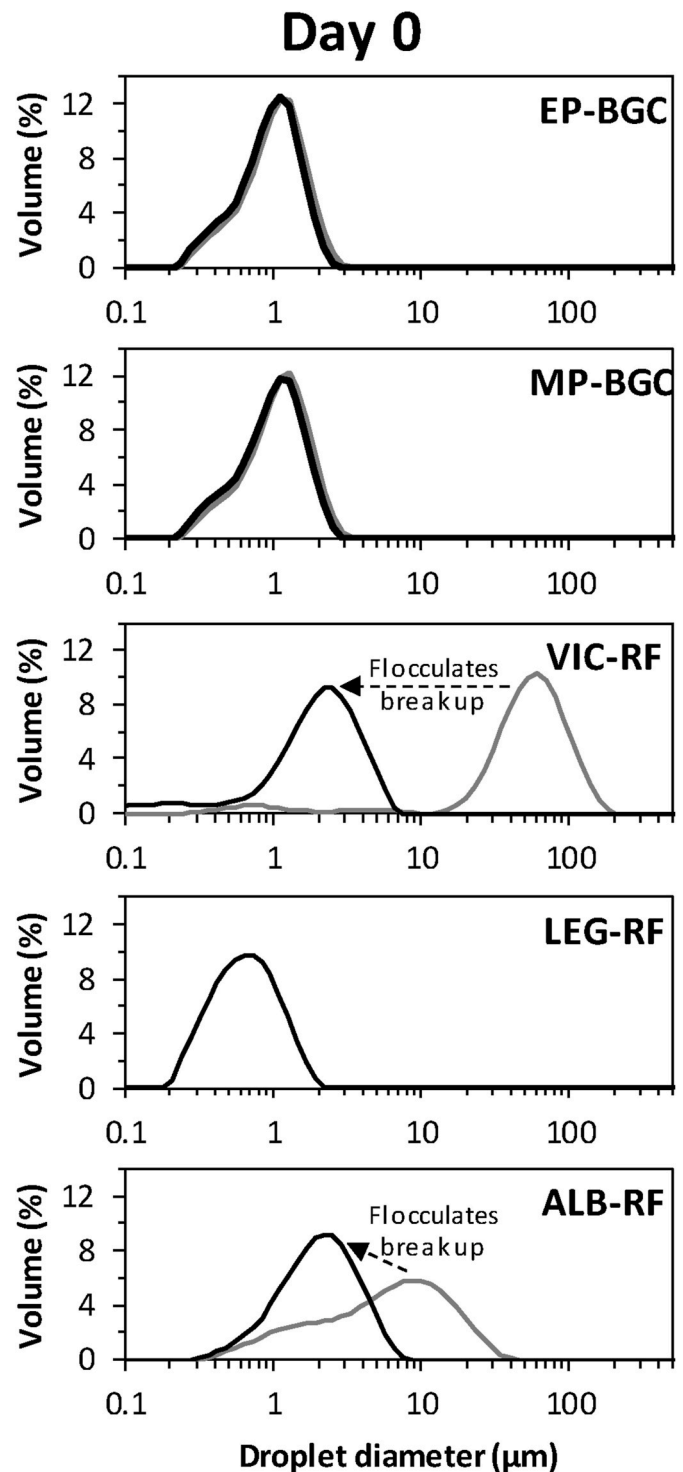 Day 0
Volume (%)
12
8
4
0
EP-BGC
0.1 1 10 100
Volume (%)
12
8
4
0
MP-BGC
0.1 1 10 100
Volume (%)
12
8
4
0
VIC-RF
Flocculates
breakup
0.1 1 10 100
Volume (%)
12
8
4
0
LEG-RF
0.1 1 10 100
Volume (%)
12
8
4
0
ALB-RF
Flocculates
breakup
0.1 1 10 100
Droplet diameter (μm)